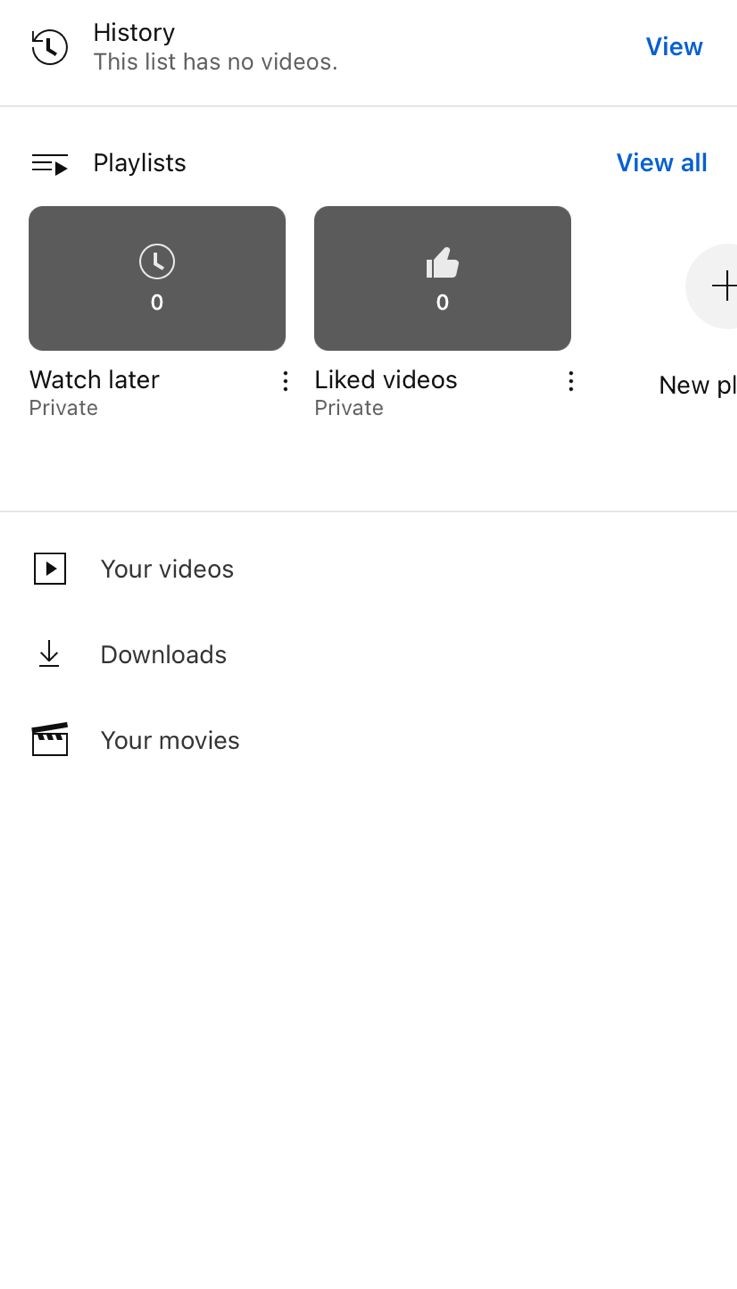 History
This list has no videos.
View
Playlists
View all
0
0
Watch later
Private
Liked videos
Private
New pl
Your videos
Downloads
Your movies